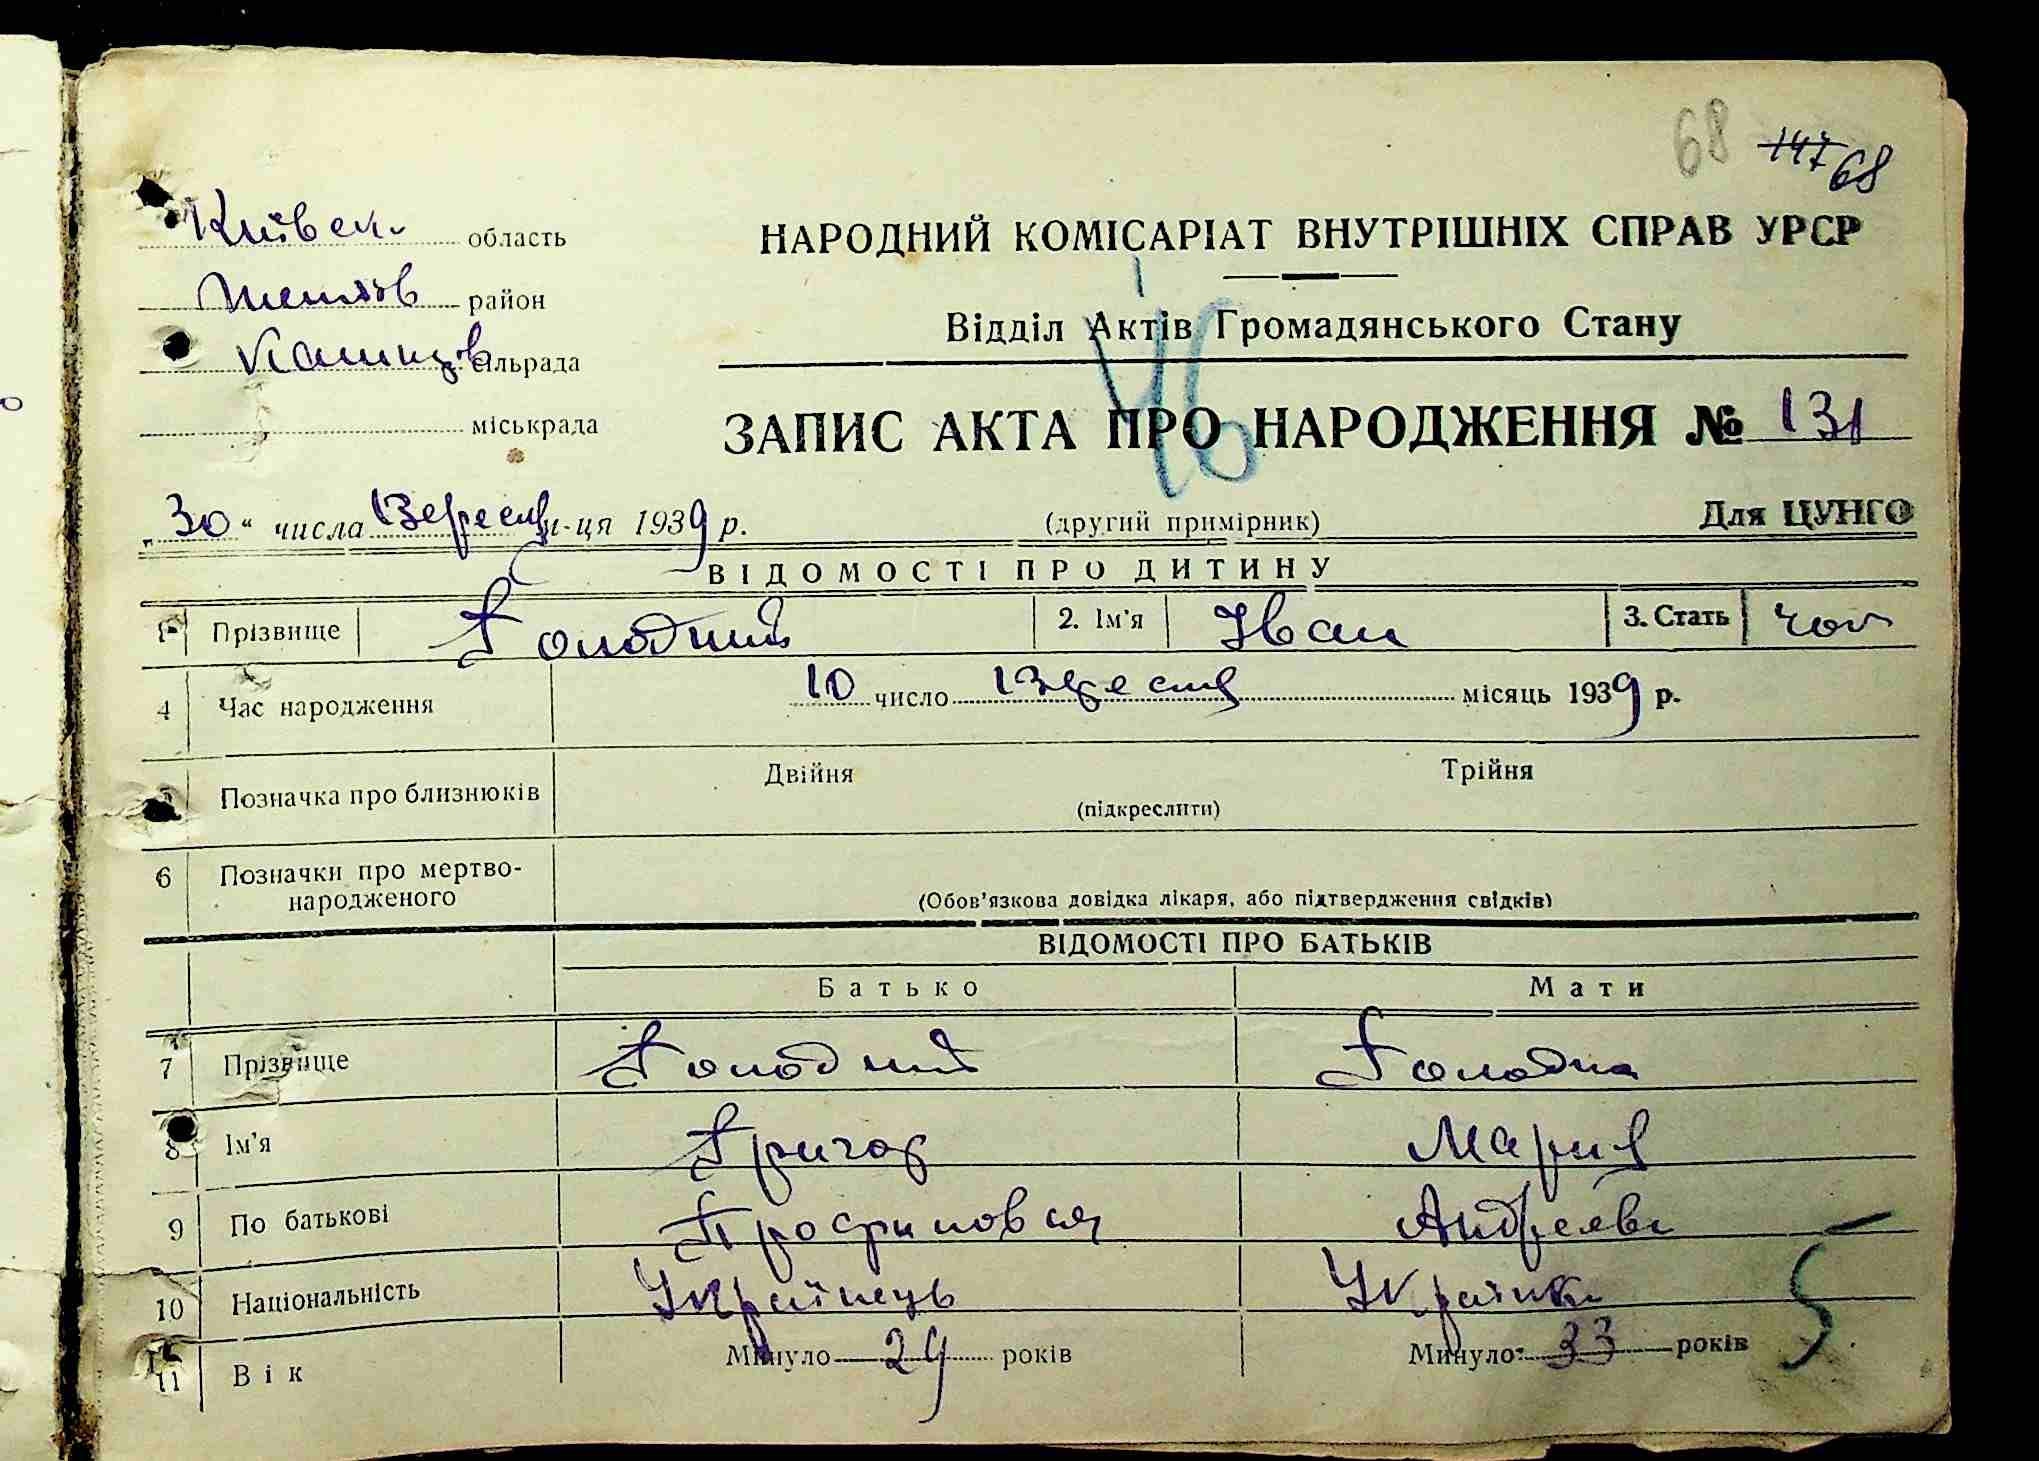 68 147 68
Київськ область
район
сільрада
міськрада
НАРОДНИЙ КОМІСАРІАТ ВНУТРІШНІХ СПРАВ УРСР
Відділ Актів Громадянського Стану
46
ЗАПИС АКТА ПРО НАРОДЖЕННЯ № 131
„30“ числа Вересня м-ця 1939 р.
(другий примірник)
Для ЦУНГО
ВІДОМОСТІ ПРО ДИТИНУ
1 Прізвище Голодний 2. Ім'я Іван 3. Стать чол
4 Час народження 10 число Вересня місяць 1939 р.
Позначка про близнюків Двійня Трійня
(підкреслити)
6 Позначки про мертво-
народженого
(Обов'язкова довідка лікаря, або підтвердження свідків)
ВІДОМОСТІ ПРО БАТЬКІВ
Батько Мати
7 Прізвище Голодний Голодна
8 Ім'я Григор Мария
9 По батькові Андреевн
10 Національність Українець Українка
11 Вік Минуло 29 років Минуло 33 років
5